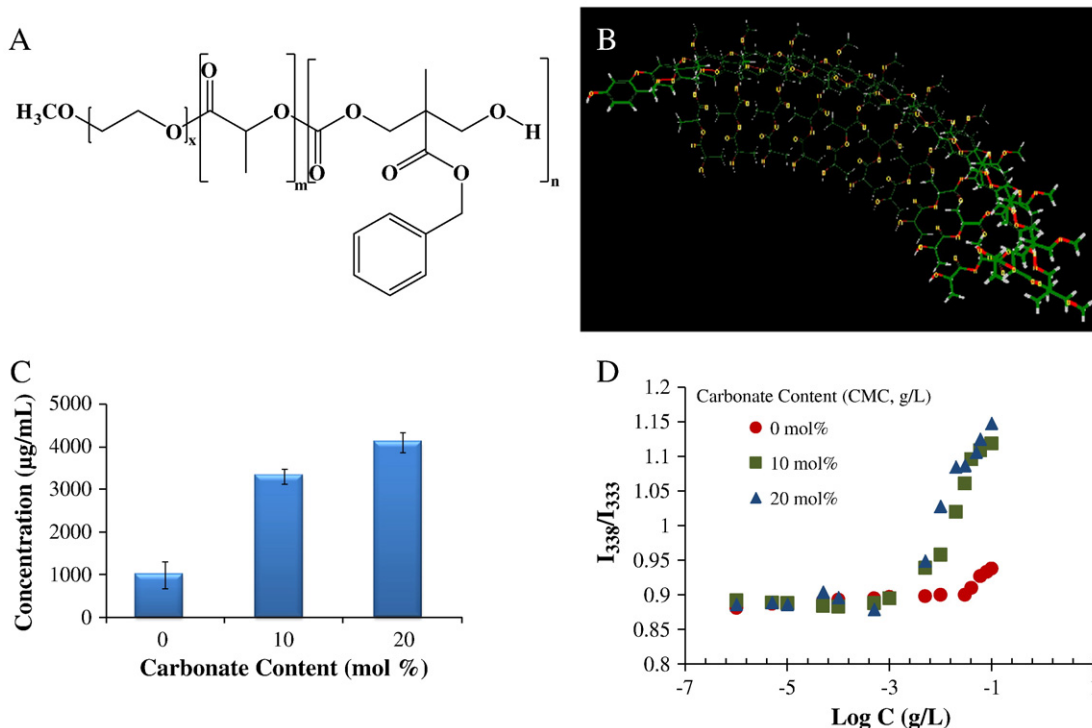 A
B
O
O
H₃CO
O
x
m
O
O
O
O
O
H
n
C
5000
4000
3000
2000
1000
0
Concentration (µg/mL)
0
10
20
Carbonate Content (mol %)
D
1.2
1.15
1.1
1.05
1
0.95
0.9
0.85
0.8
I₃₃₈/I₃₃₃
Carbonate Content (CMC, g/L)
0 mol%
10 mol%
20 mol%
-7
-5
-3
-1
Log C (g/L)